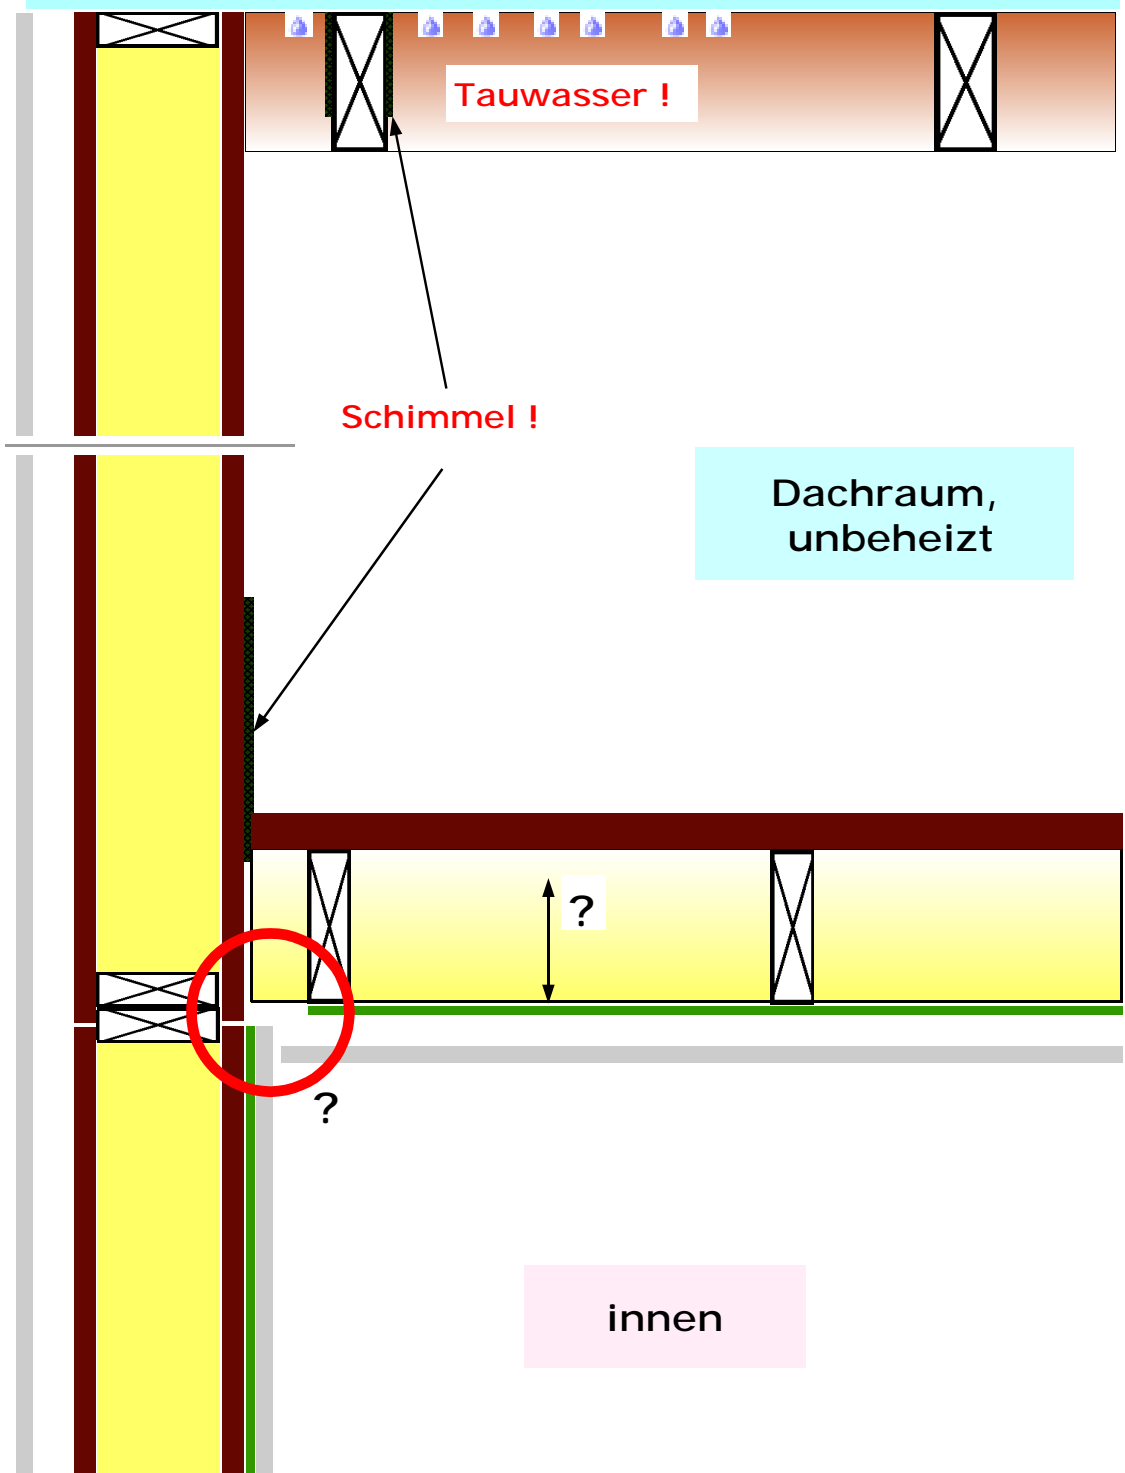 Tauwasser !
Schimmel !
Dachraum,
unbeheizt
?
?
innen